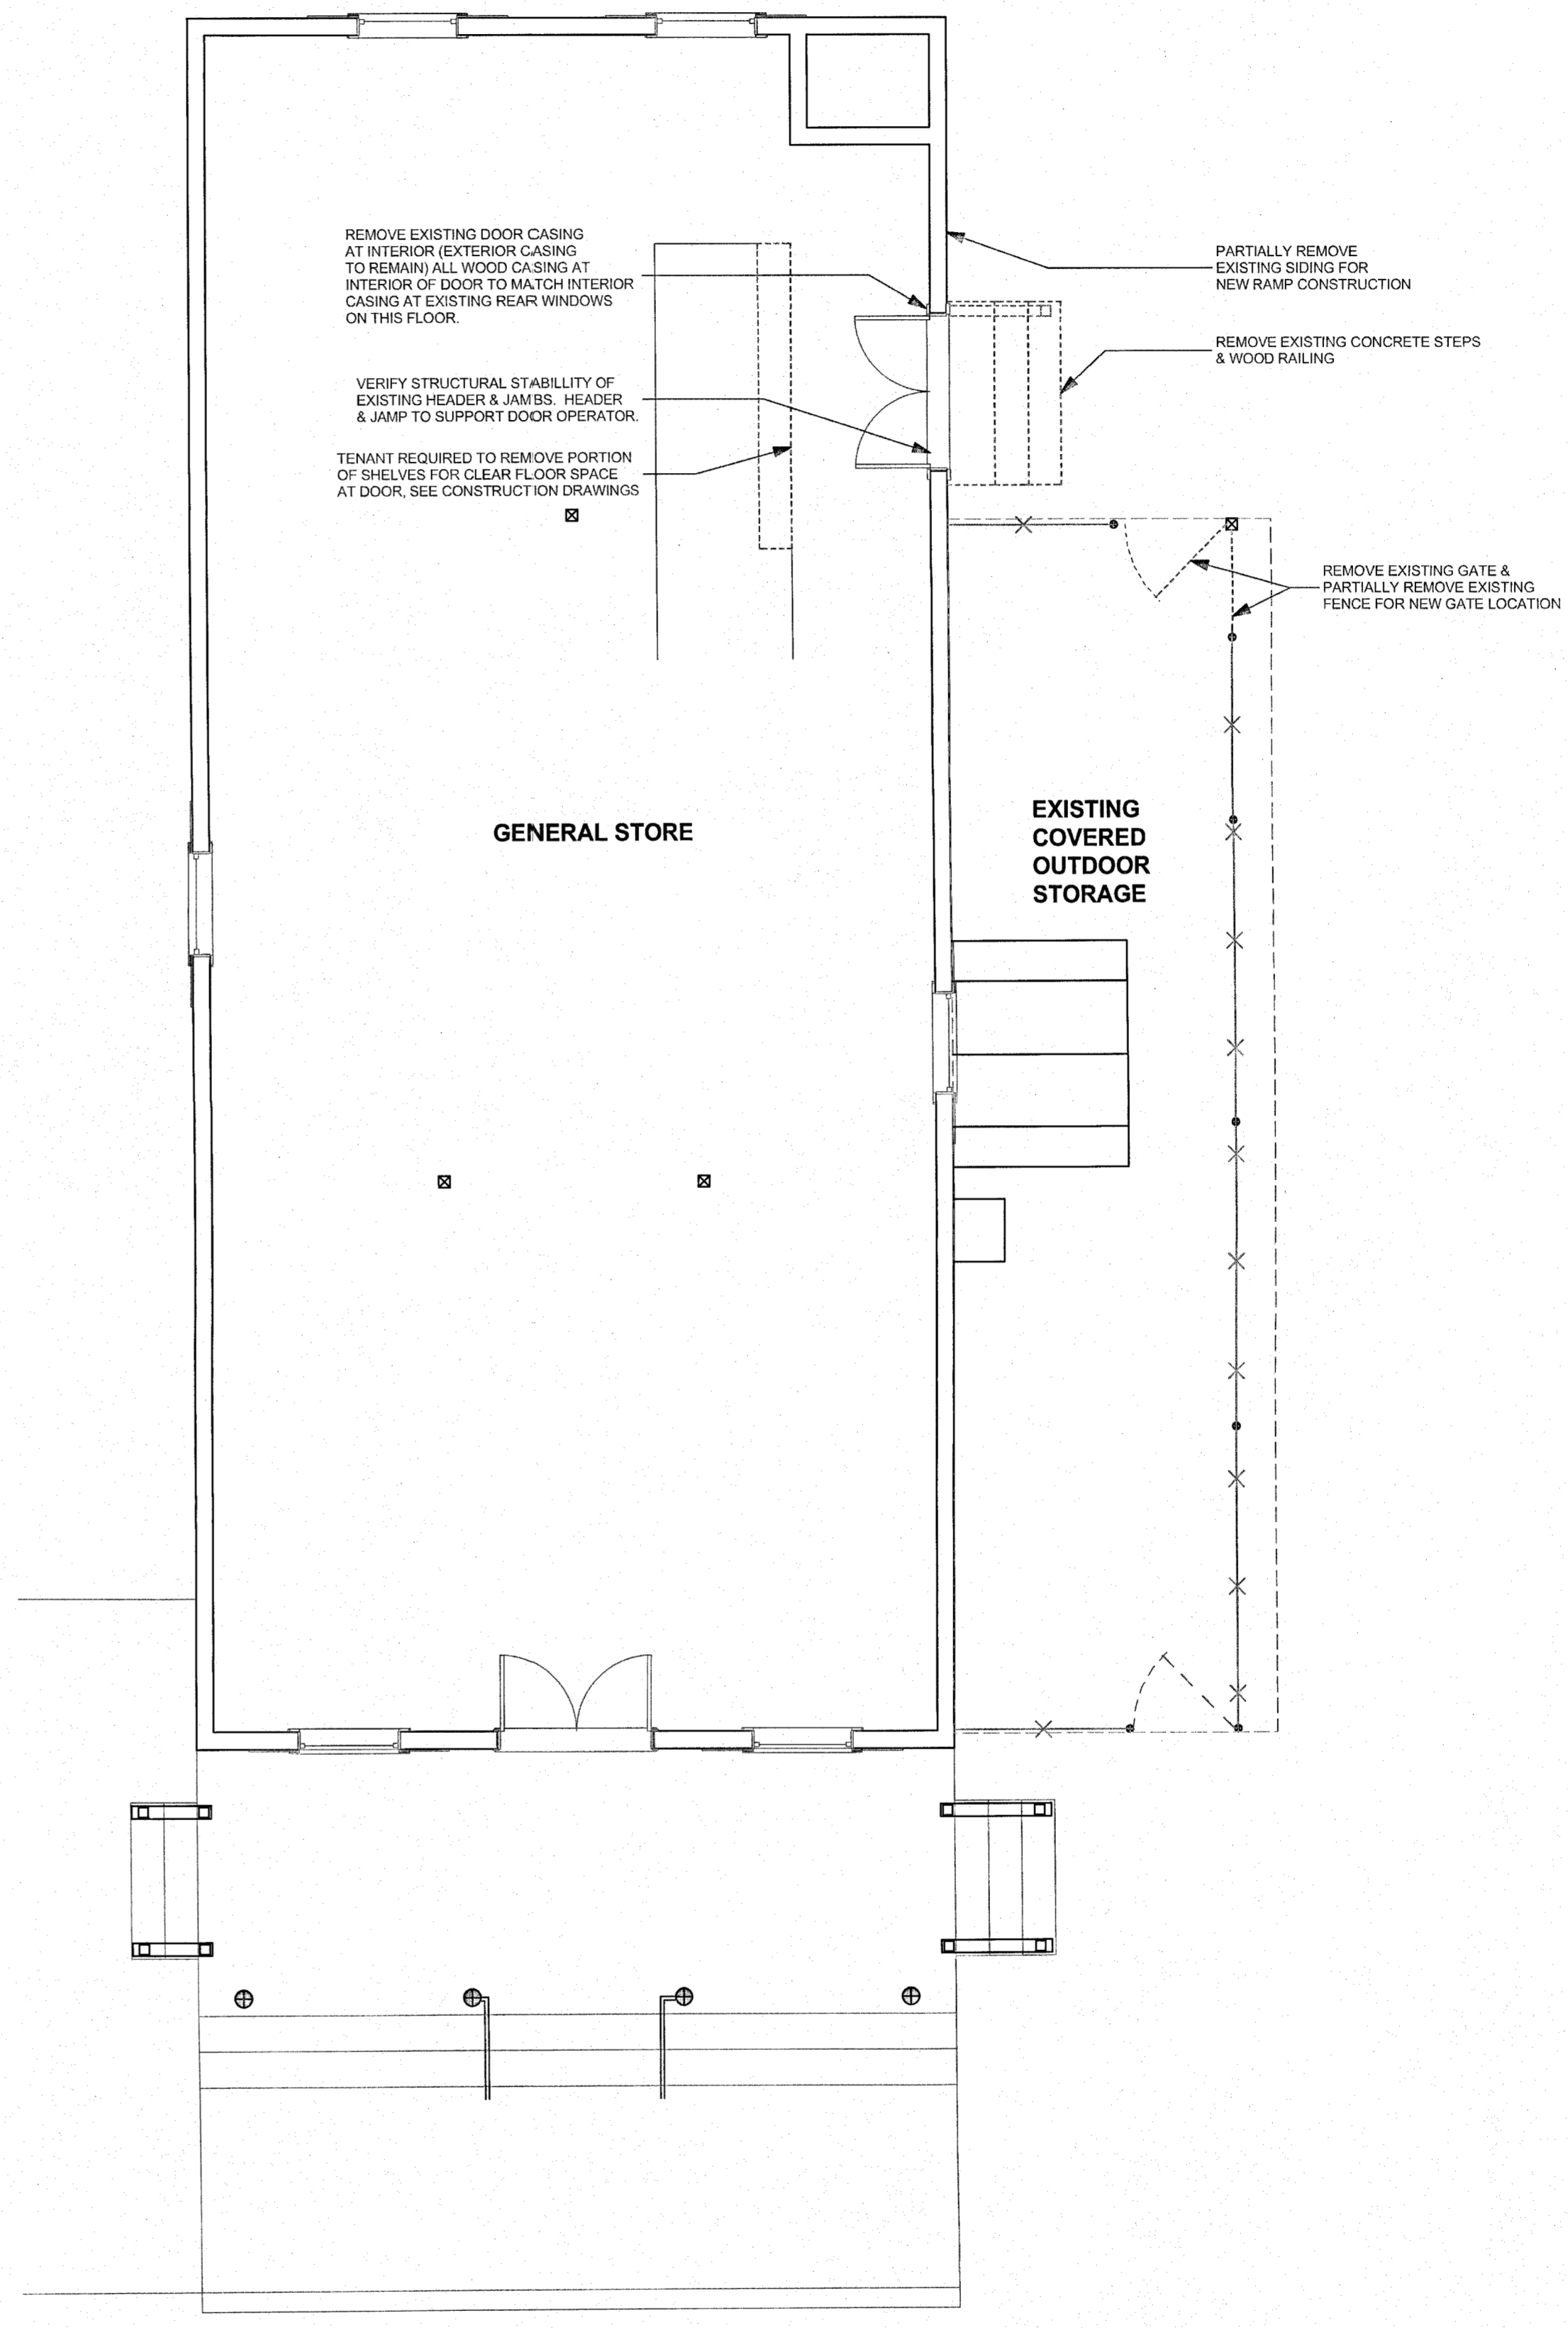 REMOVE EXISTING DOOR CASING
AT INTERIOR (EXTERIOR CASING
TO REMAIN) ALL WOOD CASING AT
INTERIOR OF DOOR TO MATCH INTERIOR
CASING AT EXISTING REAR WINDOWS
ON THIS FLOOR.
PARTIALLY REMOVE
EXISTING SIDING FOR
NEW RAMP CONSTRUCTION
REMOVE EXISTING CONCRETE STEPS
& WOOD RAILING
VERIFY STRUCTURAL STABILLITY OF
EXISTING HEADER & JAMBS. HEADER
& JAMP TO SUPPORT DOOR OPERATOR.
TENANT REQUIRED TO REMOVE PORTION
OF SHELVES FOR CLEAR FLOOR SPACE
AT DOOR, SEE CONSTRUCTION DRAWINGS
REMOVE EXISTING GATE &
PARTIALLY REMOVE EXISTING
FENCE FOR NEW GATE LOCATION
GENERAL STORE
EXISTING
COVERED
OUTDOOR
STORAGE